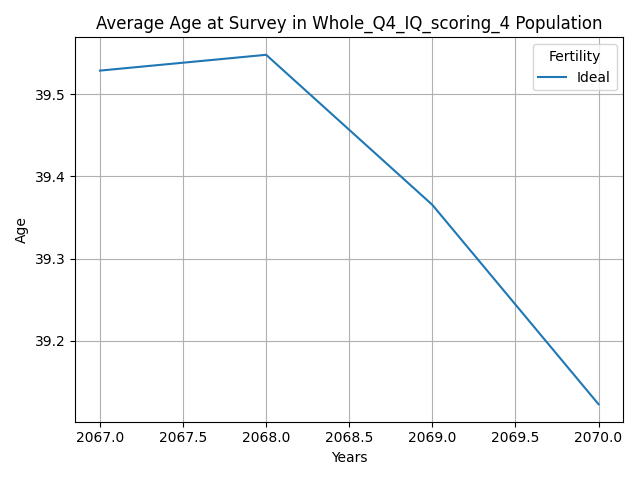 Average Age at Survey in Whole_Q4_IQ_scoring_4 Population
Fertility
Ideal
39.5
39.4
39.3
39.2
Age
2067.0 2067.5 2068.0 2068.5 2069.0 2069.5 2070.0
Years